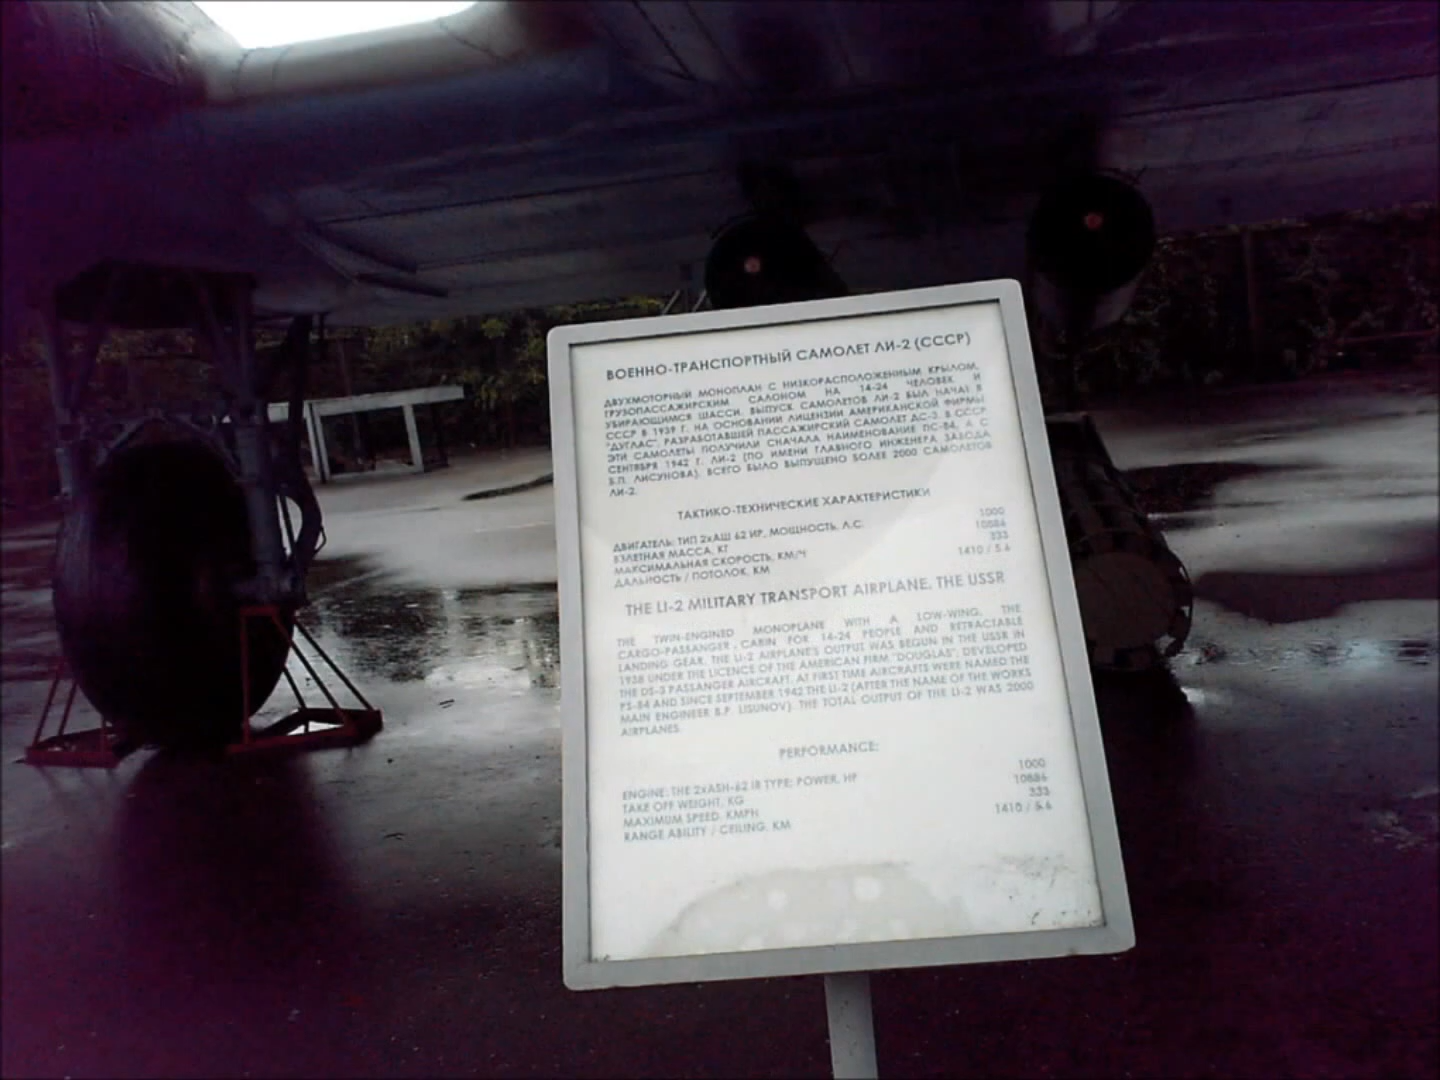 ВОЕННО-ТРАНСПОРТНЫЙ САМОЛЕТ ЛИ-2 (СССР)
ДВУХМОТОРНЫЙ МОНОПЛАН С НИЗКОРАСПОЛОЖЕННЫМ КРЫЛОМ,
ГРУЗОПАССАЖИРСКИМ САЛОНОМ НА 14-24 ЧЕЛОВЕК И
УБИРАЮЩИМСЯ ШАССИ. ВЫПУСК САМОЛЕТОВ ЛИ-2 БЫЛ НАЧАТ В
СССР В 1939 Г. НА ОСНОВАНИИ ЛИЦЕНЗИИ АМЕРИКАНСКОЙ ФИРМЫ
"ДУГЛАС", РАЗРАБОТАВШЕЙ ПАССАЖИРСКИЙ САМОЛЕТ ДС-3. В СССР
ЭТИ САМОЛЕТЫ ПОЛУЧИЛИ СНАЧАЛА НАИМЕНОВАНИЕ ПС-84, А С
СЕНТЯБРЯ 1942 Г. ЛИ-2 (ПО ИМЕНИ ГЛАВНОГО ИНЖЕНЕРА ЗАВОДА
Б.П. ЛИСУНОВА). ВСЕГО БЫЛО ВЫПУЩЕНО БОЛЕЕ 2000 САМОЛЕТОВ
ЛИ-2.
ТАКТИКО-ТЕХНИЧЕСКИЕ ХАРАКТЕРИСТИКИ
ДВИГАТЕЛЬ: ТИП 2хАШ 62 ИР, МОЩНОСТЬ, Л.С. 1000
ВЗЛЕТНАЯ МАССА, КГ 10886
МАКСИМАЛЬНАЯ СКОРОСТЬ, КМ/Ч 333
ДАЛЬНОСТЬ / ПОТОЛОК, КМ 1410 / 5.6
THE LI-2 MILITARY TRANSPORT AIRPLANE. THE USSR
THE TWIN-ENGINED MONOPLANE WITH A LOW-WING, THE
CARGO-PASSANGER CABIN FOR 14-24 PEOPLE AND RETRACTABLE
LANDING GEAR. THE LI-2 AIRPLANE'S OUTPUT WAS BEGUN IN THE USSR IN
1938 UNDER THE LICENCE OF THE AMERICAN FIRM "DOUGLAS", DEVELOPED
THE DS-3 PASSANGER AIRCRAFT. AT FIRST TIME AIRCRAFTS WERE NAMED THE
PS-84 AND SINCE SEPTEMBER 1942 THE LI-2 (AFTER THE NAME OF THE WORKS
MAIN ENGINEER B.P. LISUNOV). THE TOTAL OUTPUT OF THE LI-2 WAS 2000
AIRPLANES.
PERFORMANCE:
ENGINE: THE 2xASH-62 IR TYPE; POWER, HP 1000
TAKE OFF WEIGHT, KG 10886
MAXIMUM SPEED, KMPH 333
RANGE ABILITY / CEILING, KM 1410 / 5.6